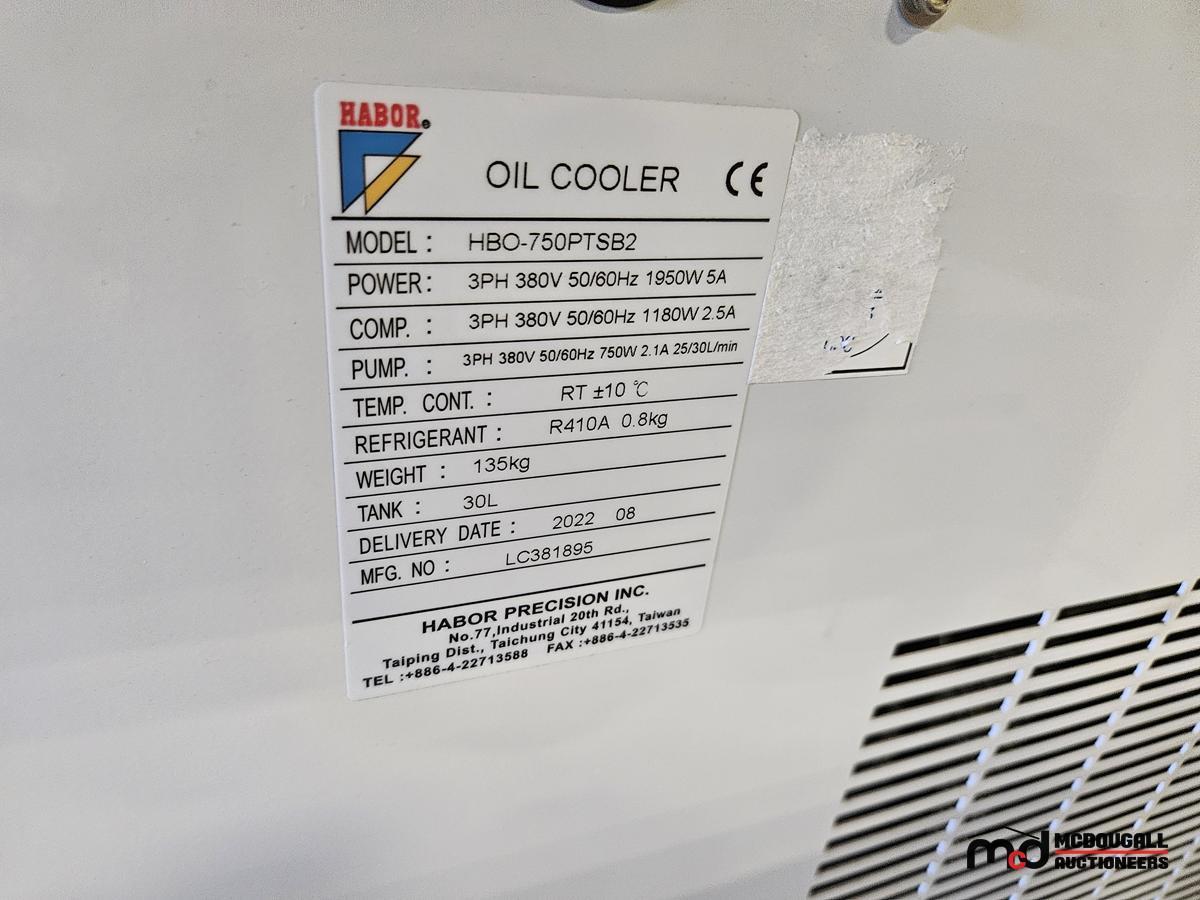 HABOR®
OIL COOLER CE
MODEL : HBO-750PTSB2
POWER : 3PH 380V 50/60Hz 1950W 5A
COMP. : 3PH 380V 50/60Hz 1180W 2.5A
PUMP. : 3PH 380V 50/60Hz 750W 2.1A 25/30L/min
TEMP. CONT. : RT ±10 ℃
REFRIGERANT : R410A 0.8kg
WEIGHT : 135kg
TANK : 30L
DELIVERY DATE : 2022 08
MFG. NO : LC381895
HABOR PRECISION INC.
No.77,Industrial 20th Rd.,
Taiping Dist., Taichung City 41154, Taiwan
TEL :+886-4-22713588 FAX :+886-4-22713535
mcd MCDOUGALL
AUCTIONEERS